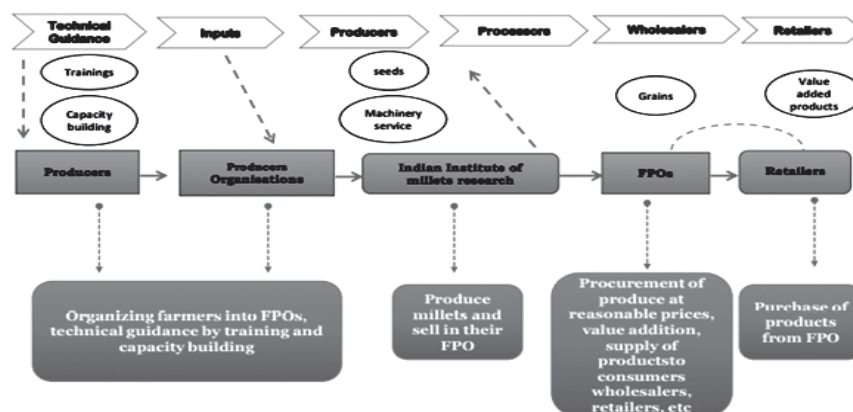 Technical
Guidance
Inputs
Producers
Processors
Wholesalers
Retailers
Trainings
Capacity
building
seeds
Machinery
service
Grains
Value
added
products
Producers
Producers
Organisations
Indian Institute of
millets research
FPOs
Retailers
Organizing farmers into FPOs,
technical guidance by training and
capacity building
Produce
millets and
sell in their
FPO
Procurement of
produce at
reasonable prices,
value addition,
supply of
productsto
consumers
wholesalers,
retailers, etc
Purchase of
products
from FPO